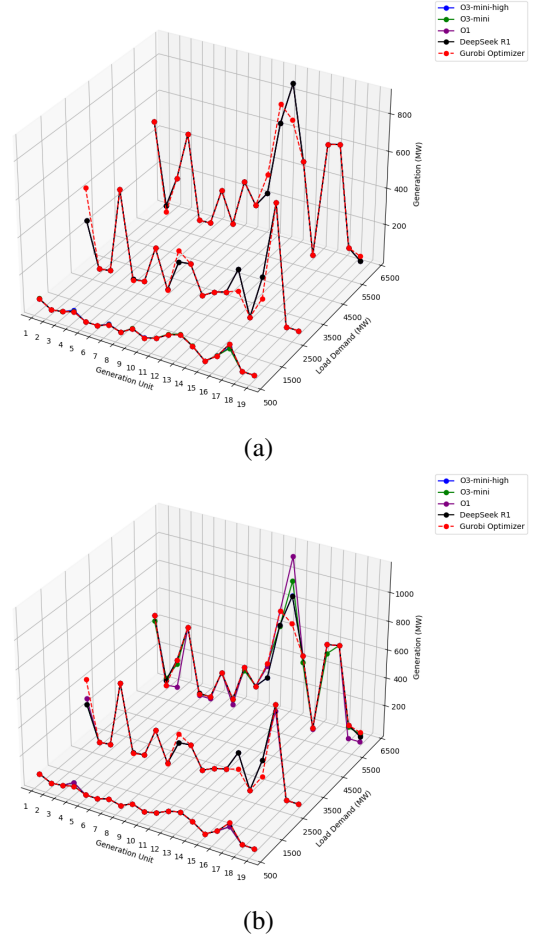 O3-mini-high
O3-mini
O1
DeepSeek R1
Gurobi Optimizer
800
600
400
200
Generation (MW)
6500
5500
4500
3500
2500
1500
500
Load Demand (MW)
1 2 3 4 5 6 7 8 9 10 11 12 13 14 15 16 17 18 19
Generation Unit
(a)
O3-mini-high
O3-mini
O1
DeepSeek R1
Gurobi Optimizer
1000
800
600
400
200
Generation (MW)
6500
5500
4500
3500
2500
1500
500
Load Demand (MW)
1 2 3 4 5 6 7 8 9 10 11 12 13 14 15 16 17 18 19
Generation Unit
(b)